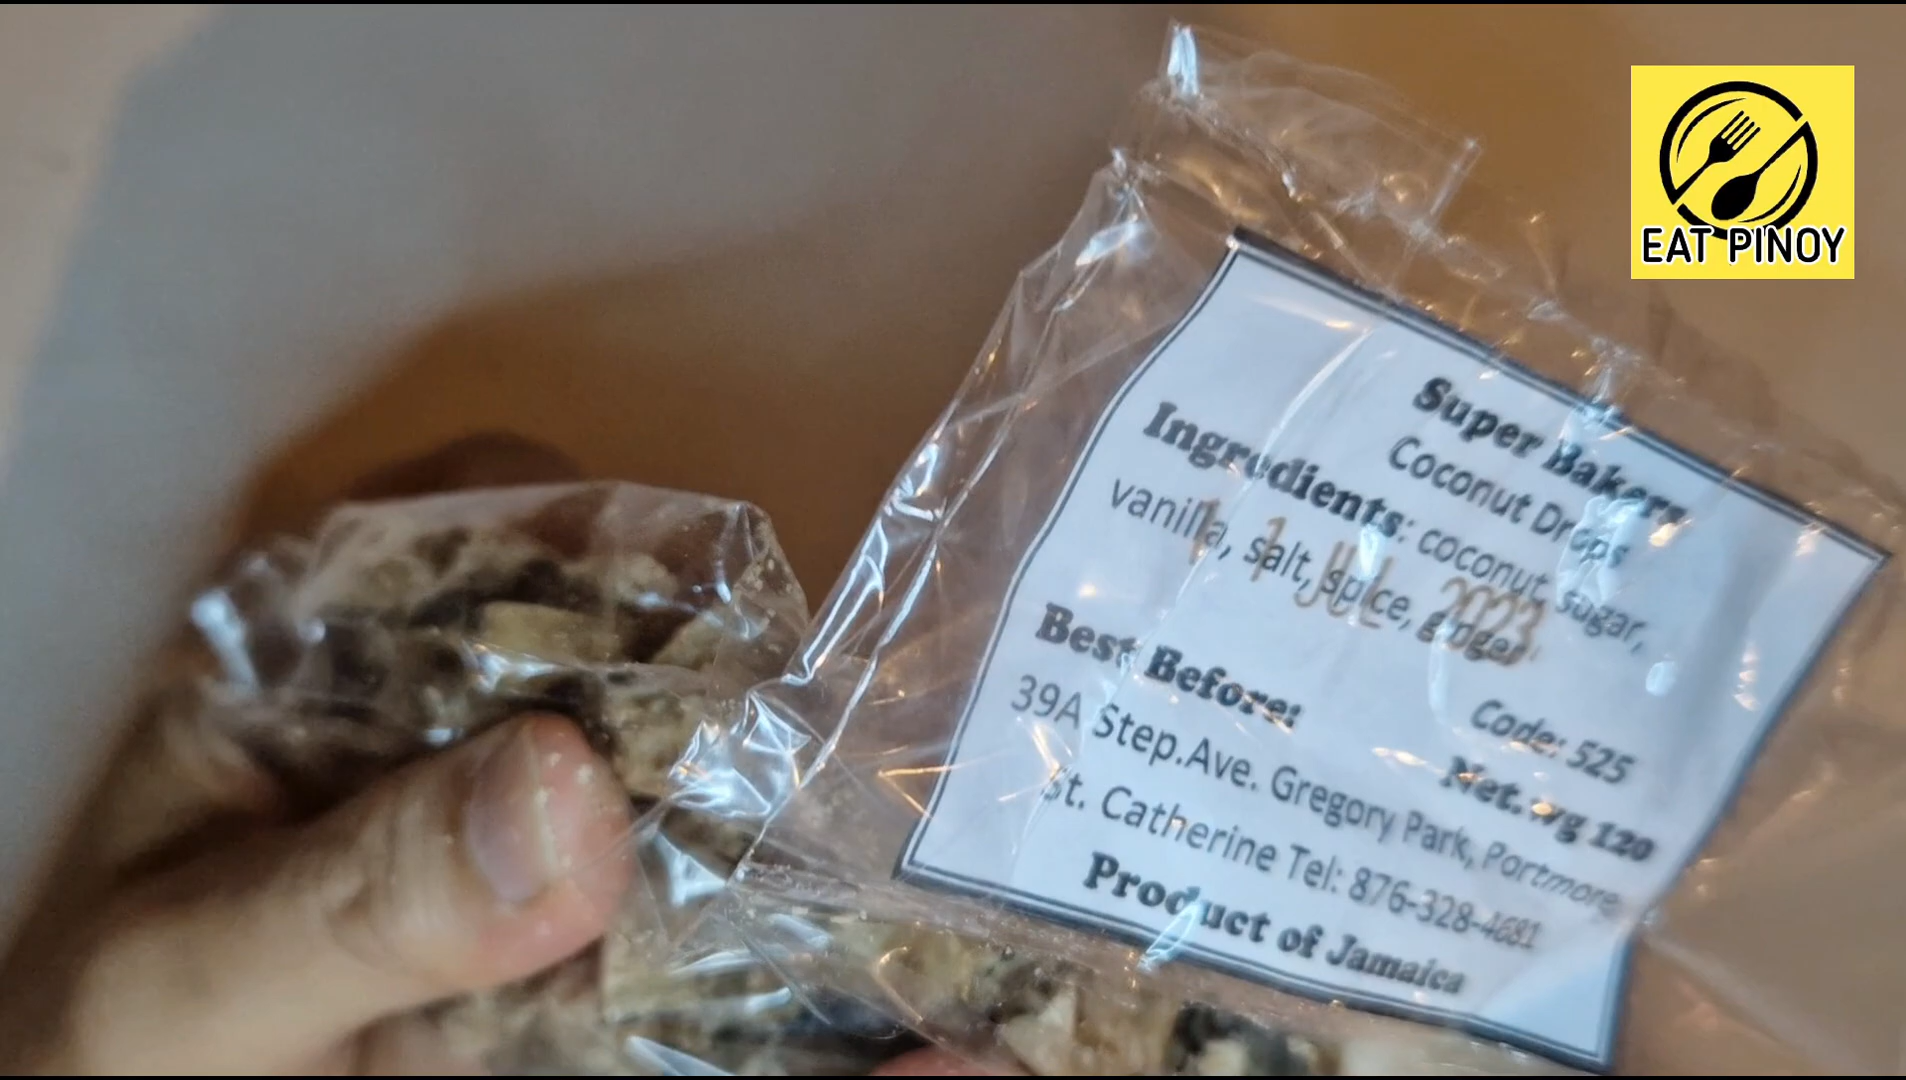 EAT PINOY
Super Bakery
Coconut Drops
Ingredients: coconut, sugar,
vanilla, salt, spice, ginger
11 JUL 2023
Best Before:
Code: 525
39A Step.Ave. Gregory Park, Portmore
Net.wg 120
St. Catherine Tel: 876-328-4681
Product of Jamaica